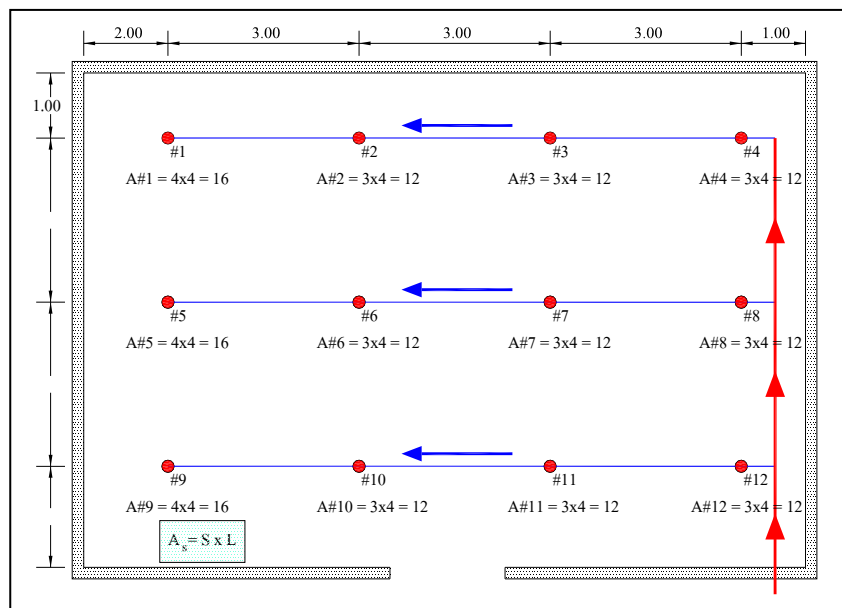 2.00 3.00 3.00 3.00 1.00
1.00
#1 #2 #3 #4
A#1 = 4x4 = 16 A#2 = 3x4 = 12 A#3 = 3x4 = 12 A#4 = 3x4 = 12
#5 #6 #7 #8
A#5 = 4x4 = 16 A#6 = 3x4 = 12 A#7 = 3x4 = 12 A#8 = 3x4 = 12
#9 #10 #11 #12
A#9 = 4x4 = 16 A#10 = 3x4 = 12 A#11 = 3x4 = 12 A#12 = 3x4 = 12
A s = S x L